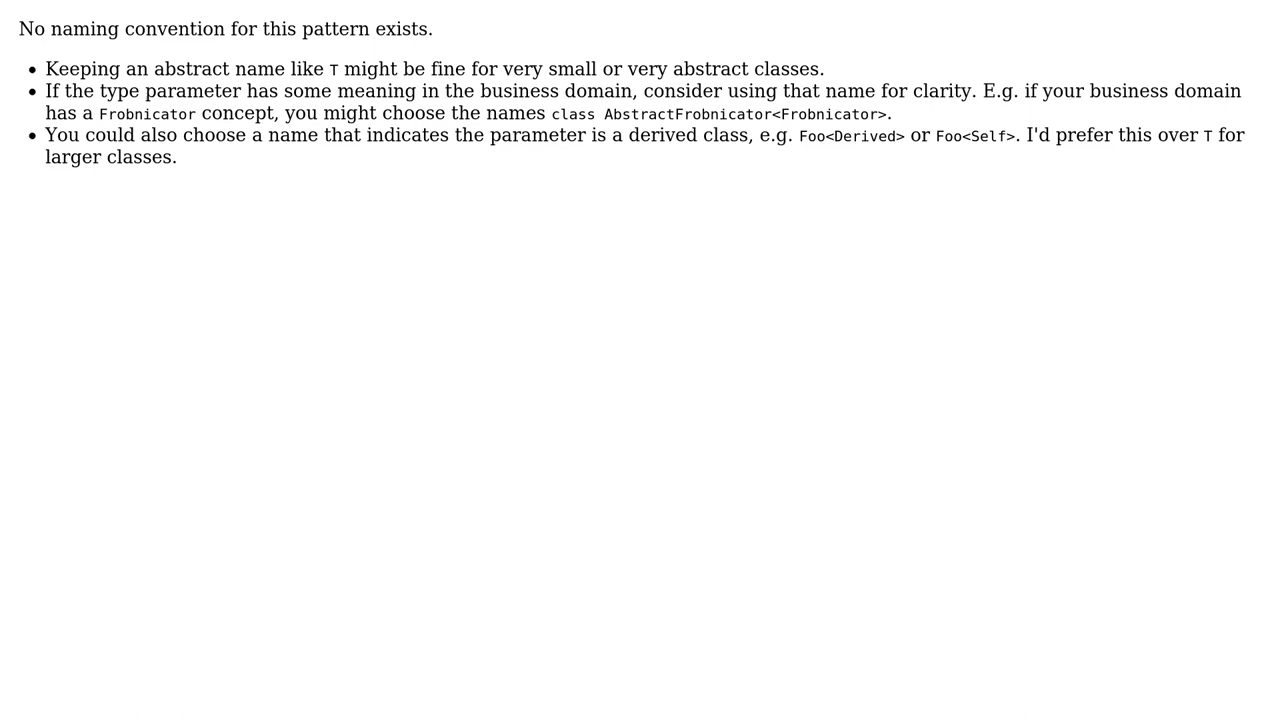 No naming convention for this pattern exists.
• Keeping an abstract name like T might be fine for very small or very abstract classes.
• If the type parameter has some meaning in the business domain, consider using that name for clarity. E.g. if your business domain
has a Frobnicator concept, you might choose the names class AbstractFrobnicator<Frobnicator>.
• You could also choose a name that indicates the parameter is a derived class, e.g. Foo<Derived> or Foo<Self>. I'd prefer this over T for
larger classes.